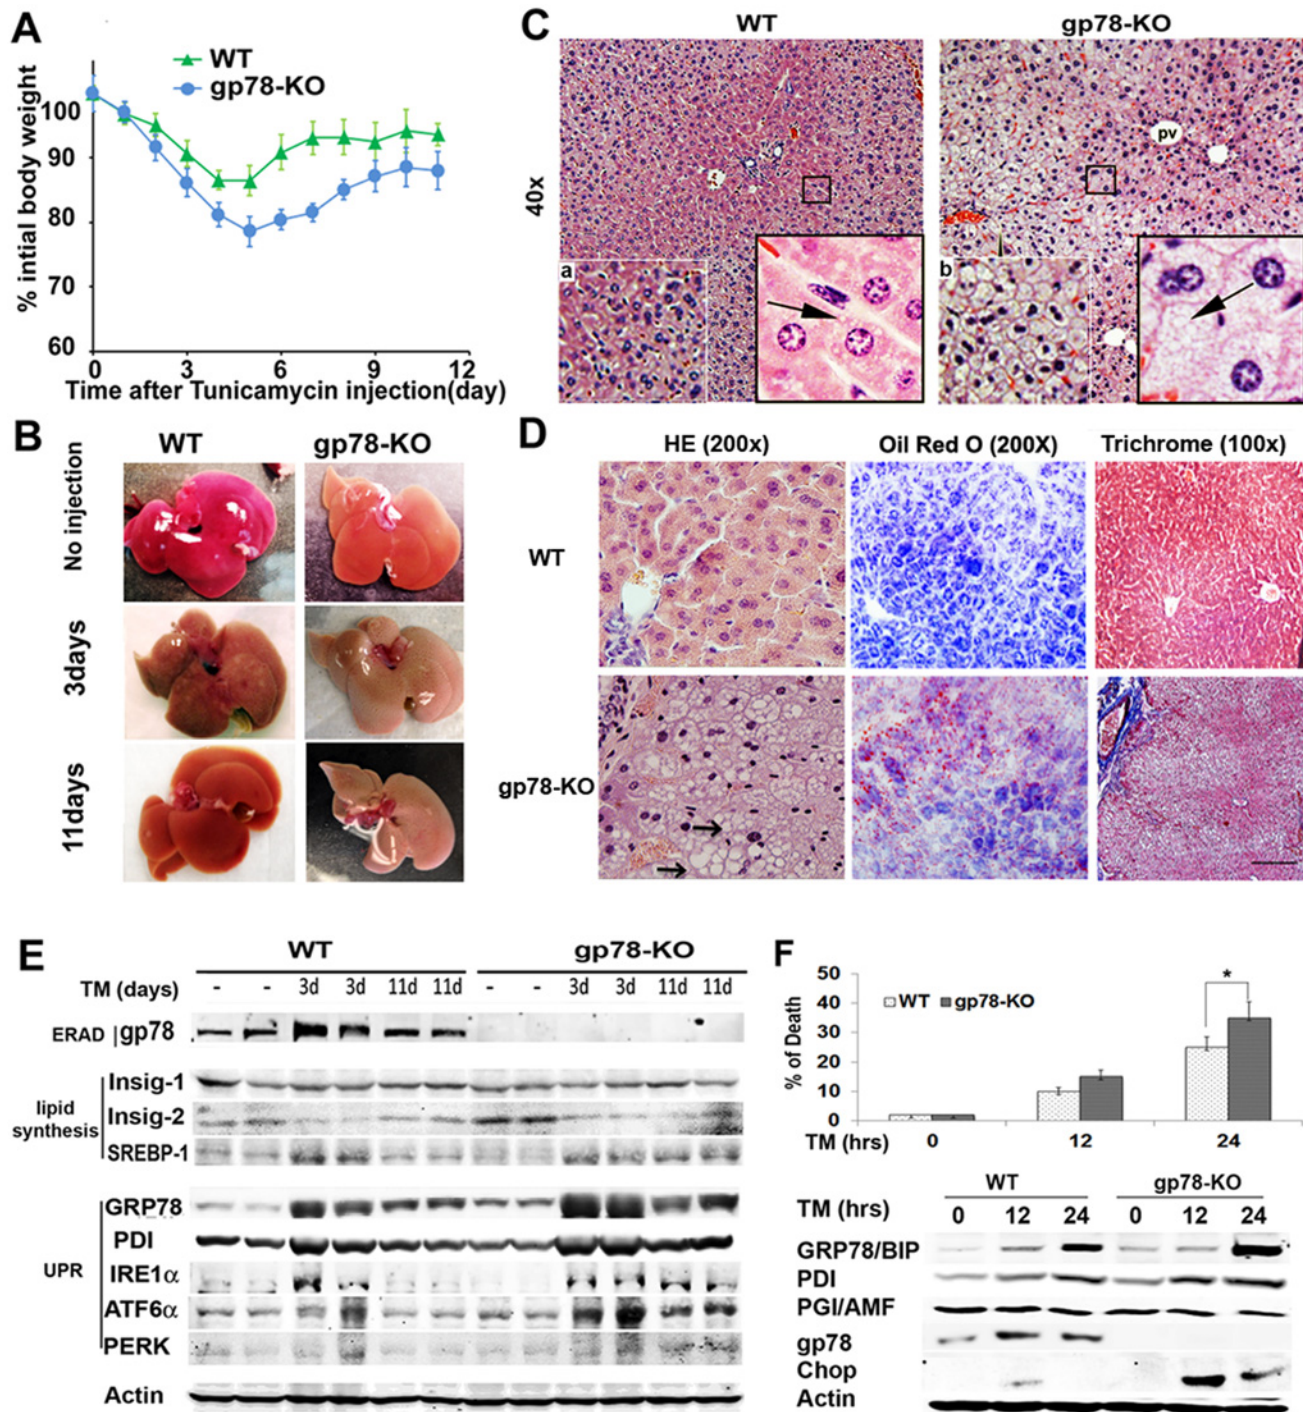 A
WT
gp78-KO
% intial body weight
100
90
80
70
60
0 3 6 9 12
Time after Tunicamycin injection(day)
B
WT gp78-KO
No injection
3days
11days
C
WT gp78-KO
40x
a
pv
b
D
HE (200x) Oil Red O (200X) Trichrome (100x)
WT
gp78-KO
E
WT gp78-KO
TM (days) - - 3d 3d 11d 11d - - 3d 3d 11d 11d
ERAD gp78
lipid synthesis
Insig-1
Insig-2
SREBP-1
UPR
GRP78
PDI
IRE1α
ATF6α
PERK
Actin
F
% of Death
50
40
30
20
10
0
WT gp78-KO
*
TM (hrs) 0 12 24
WT gp78-KO
TM (hrs) 0 12 24 0 12 24
GRP78/BIP
PDI
PGI/AMF
gp78
Chop
Actin